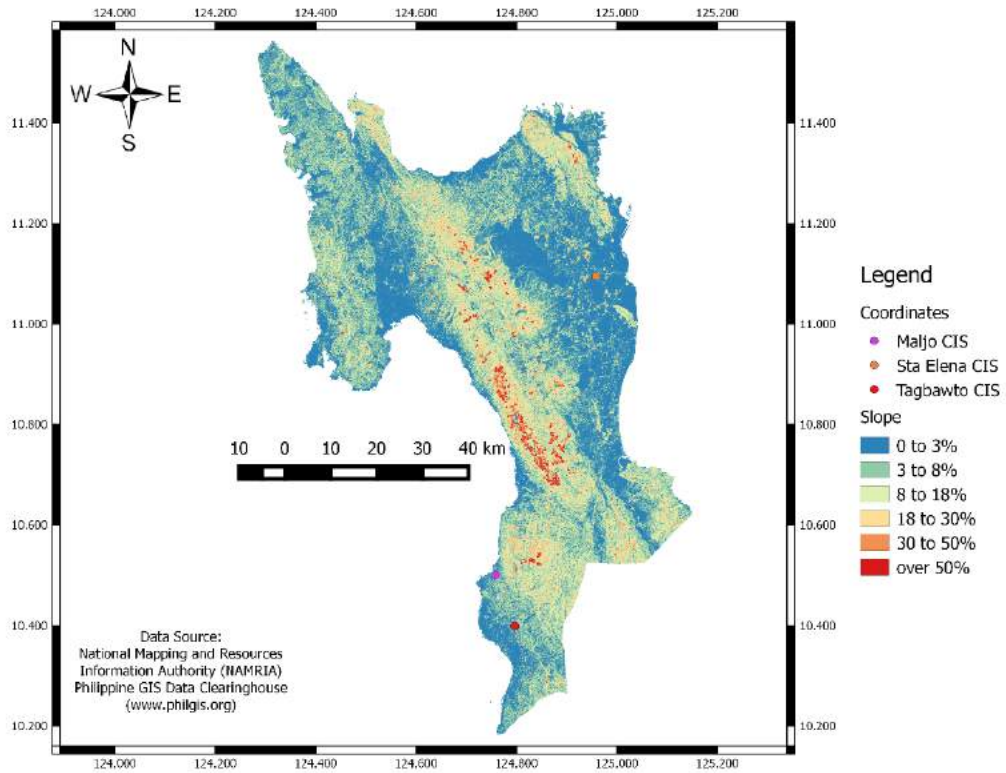 124.000 124.200 124.400 124.600 124.800 125.000 125.200
N
W E
S
11.400 11.400
11.200 11.200
11.000 11.000
10.800 10.800
10.600 10.600
10.400 10.400
10.200 10.200
10 0 10 20 30 40 km
Legend
Coordinates
Maljo CIS
Sta Elena CIS
Tagbawto CIS
Slope
0 to 3%
3 to 8%
8 to 18%
18 to 30%
30 to 50%
over 50%
Data Source:
National Mapping and Resources
Information Authority (NAMRIA)
Philippine GIS Data Clearinghouse
(www.philgis.org)
124.000 124.200 124.400 124.600 124.800 125.000 125.200